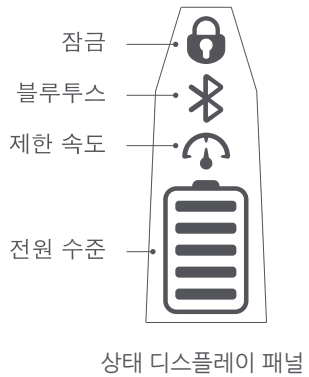 잠금
블루투스
제한 속도
전원 수준
상태 디스플레이 패널